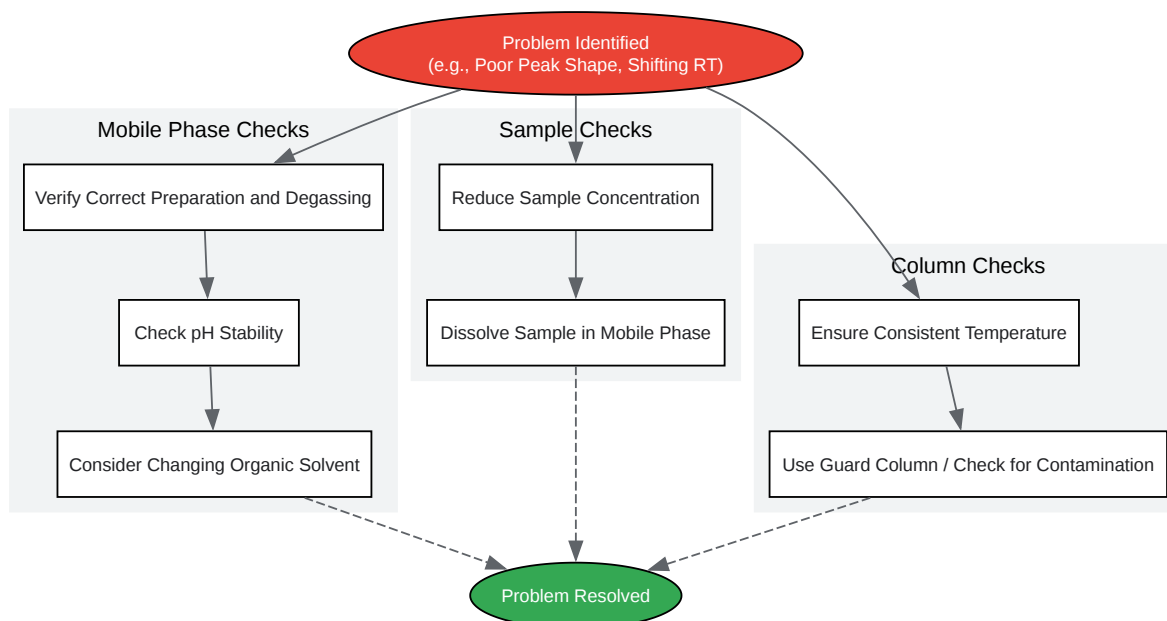 Problem Identified
(e.g., Poor Peak Shape, Shifting RT)
Mobile Phase Checks
Verify Correct Preparation and Degassing
Check pH Stability
Consider Changing Organic Solvent
Sample Checks
Reduce Sample Concentration
Dissolve Sample in Mobile Phase
Column Checks
Ensure Consistent Temperature
Use Guard Column / Check for Contamination
Problem Resolved